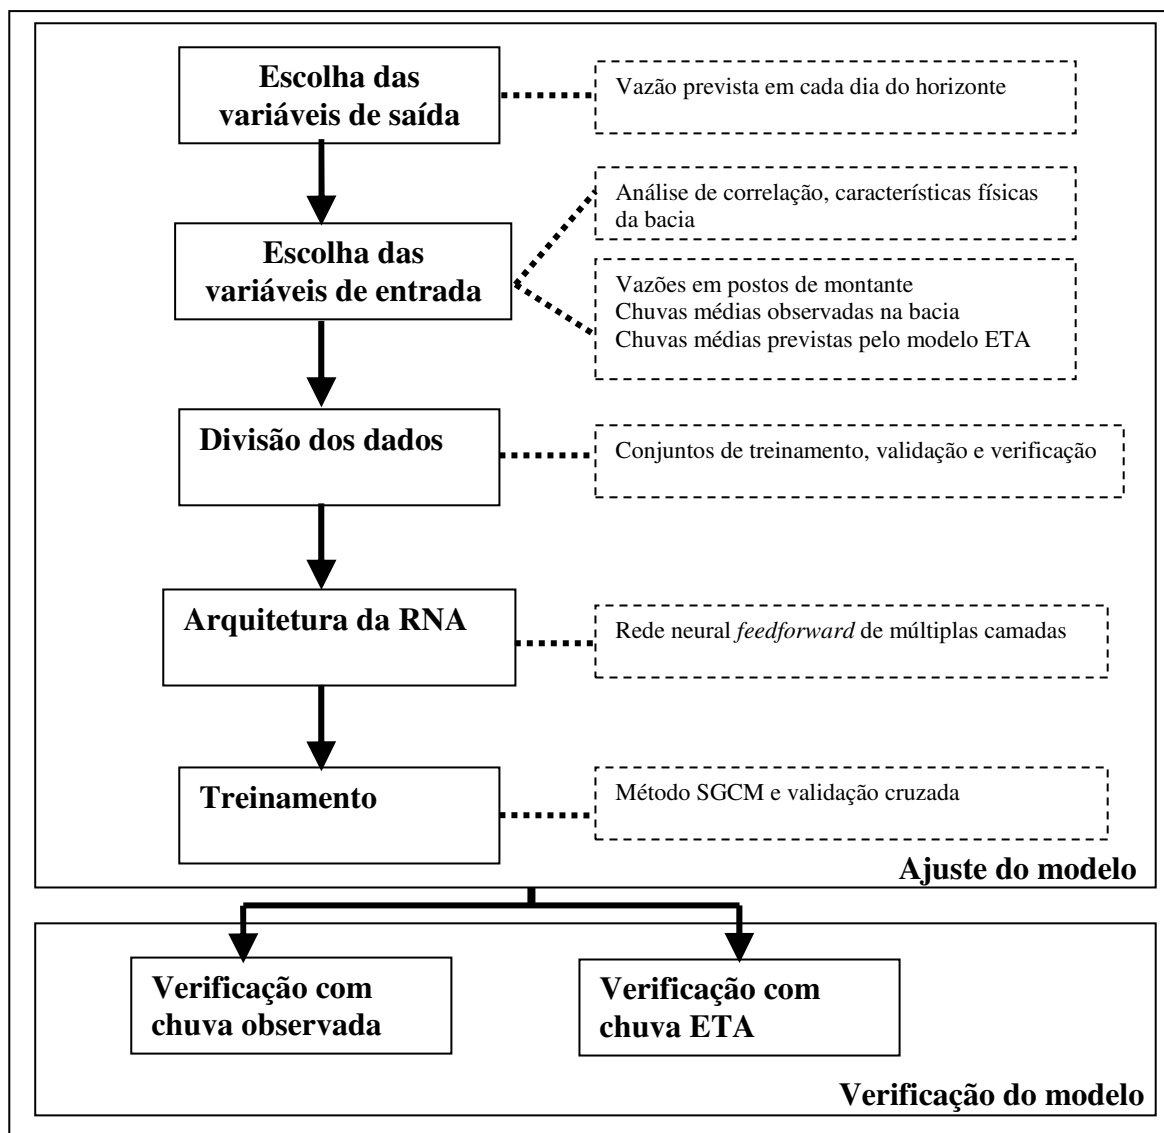 Escolha das
variáveis de saída
Vazão prevista em cada dia do horizonte
Análise de correlação, características físicas
da bacia
Escolha das
variáveis de entrada
Vazões em postos de montante
Chuvas médias observadas na bacia
Chuvas médias previstas pelo modelo ETA
Divisão dos dados
Conjuntos de treinamento, validação e verificação
Arquitetura da RNA
Rede neural feedforward de múltiplas camadas
Treinamento
Método SGCM e validação cruzada
Ajuste do modelo
Verificação com
chuva observada
Verificação com
chuva ETA
Verificação do modelo